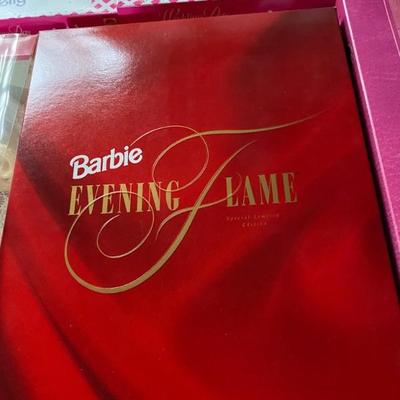 Barbie
EVENING FLAME
Special Limited
Edition